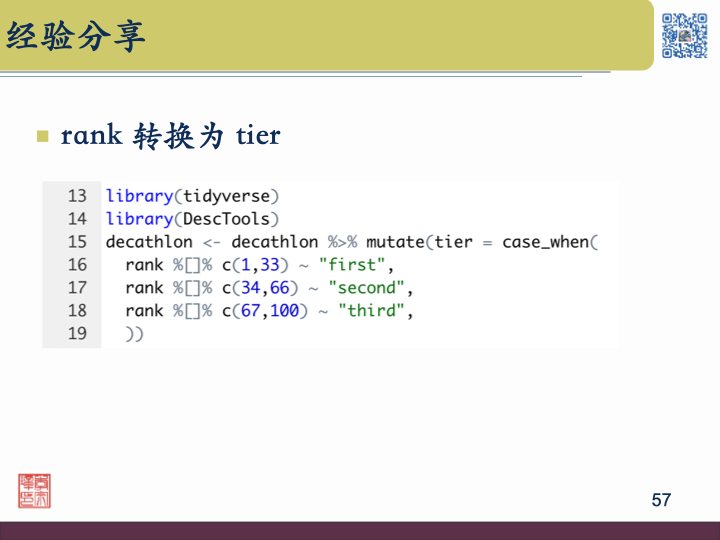 经验分享
rank 转换为 tier
13 library(tidyverse)
14 library(DescTools)
15 decathlon <- decathlon %>% mutate(tier = case_when(
16   rank %[]% c(1,33) ~ "first",
17   rank %[]% c(34,66) ~ "second",
18   rank %[]% c(67,100) ~ "third",
19   ))
57